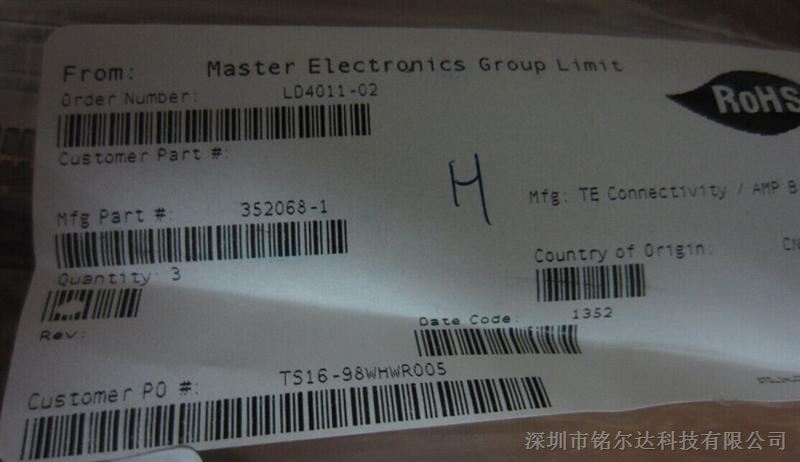 From: Master Electronics Group Limit
Order Number: LD4011-02
RoHS
Customer Part #:
H
Mfg Part #: 352068-1
Mfg: TE Connectivity / AMP B
Quantity: 3
Country of Origin: CN
Rev:
Date Code: 1352
Customer PO #: TS16-98WHWR005
深圳市铭尔达科技有限公司